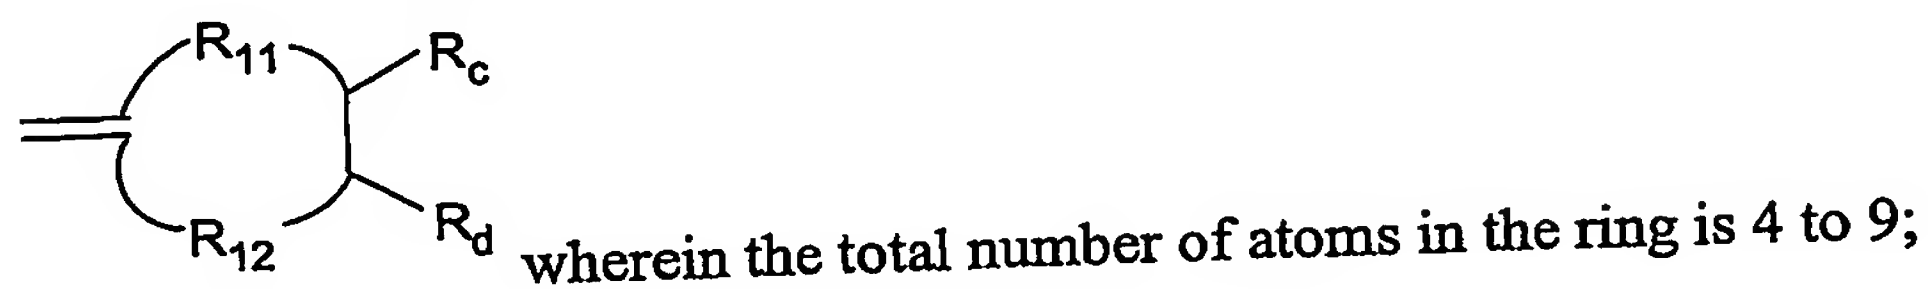 R11
Rc
R12
Rd
wherein the total number of atoms in the ring is 4 to 9;